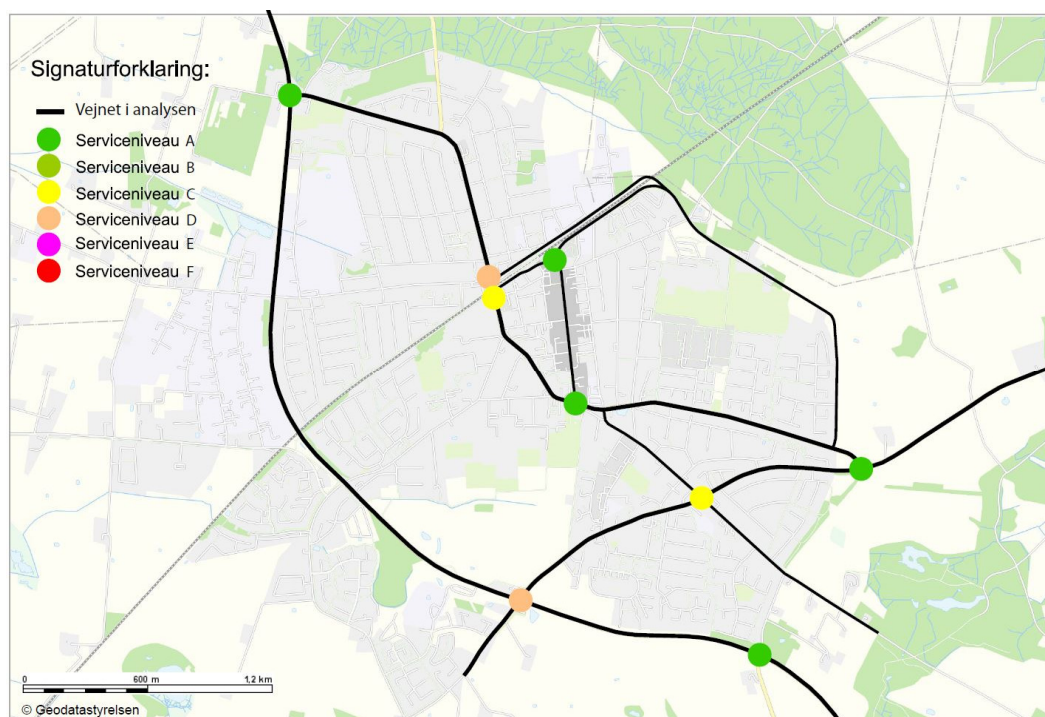 Signaturforklaring:
Vejnet i analysen
Serviceniveau A
Serviceniveau B
Serviceniveau C
Serviceniveau D
Serviceniveau E
Serviceniveau F
0 600 m 1,2 km
© Geodatastyrelsen